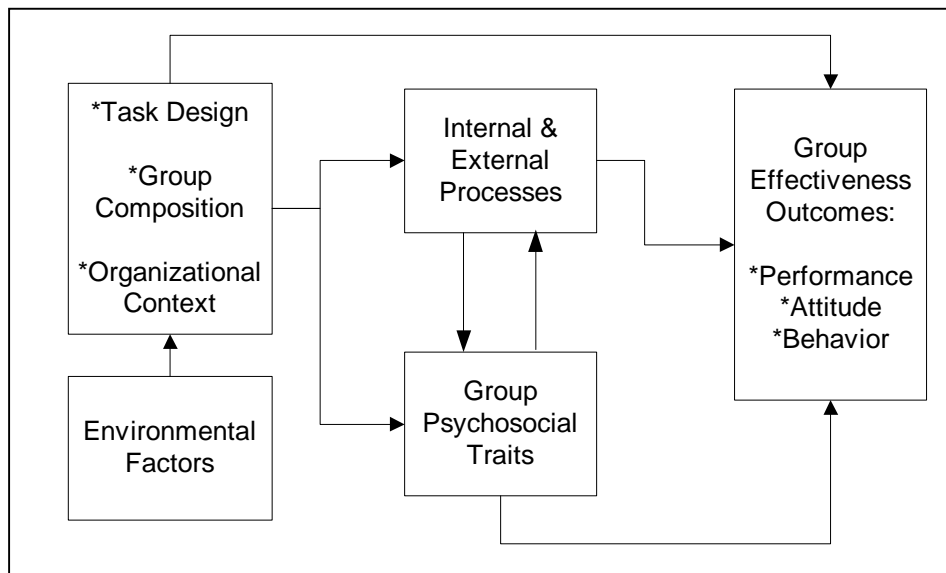 *Task Design
*Group
Composition
*Organizational
Context
Environmental
Factors
Internal &
External
Processes
Group
Psychosocial
Traits
Group
Effectiveness
Outcomes:
*Performance
*Attitude
*Behavior